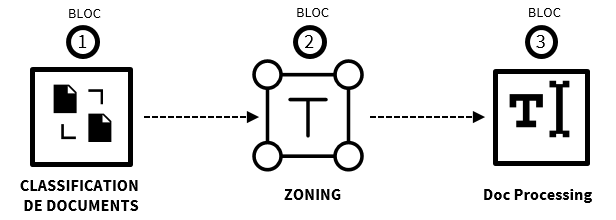 BLOC
1
BLOC
2
BLOC
3
T
T
CLASSIFICATION
DE DOCUMENTS
ZONING
Doc Processing